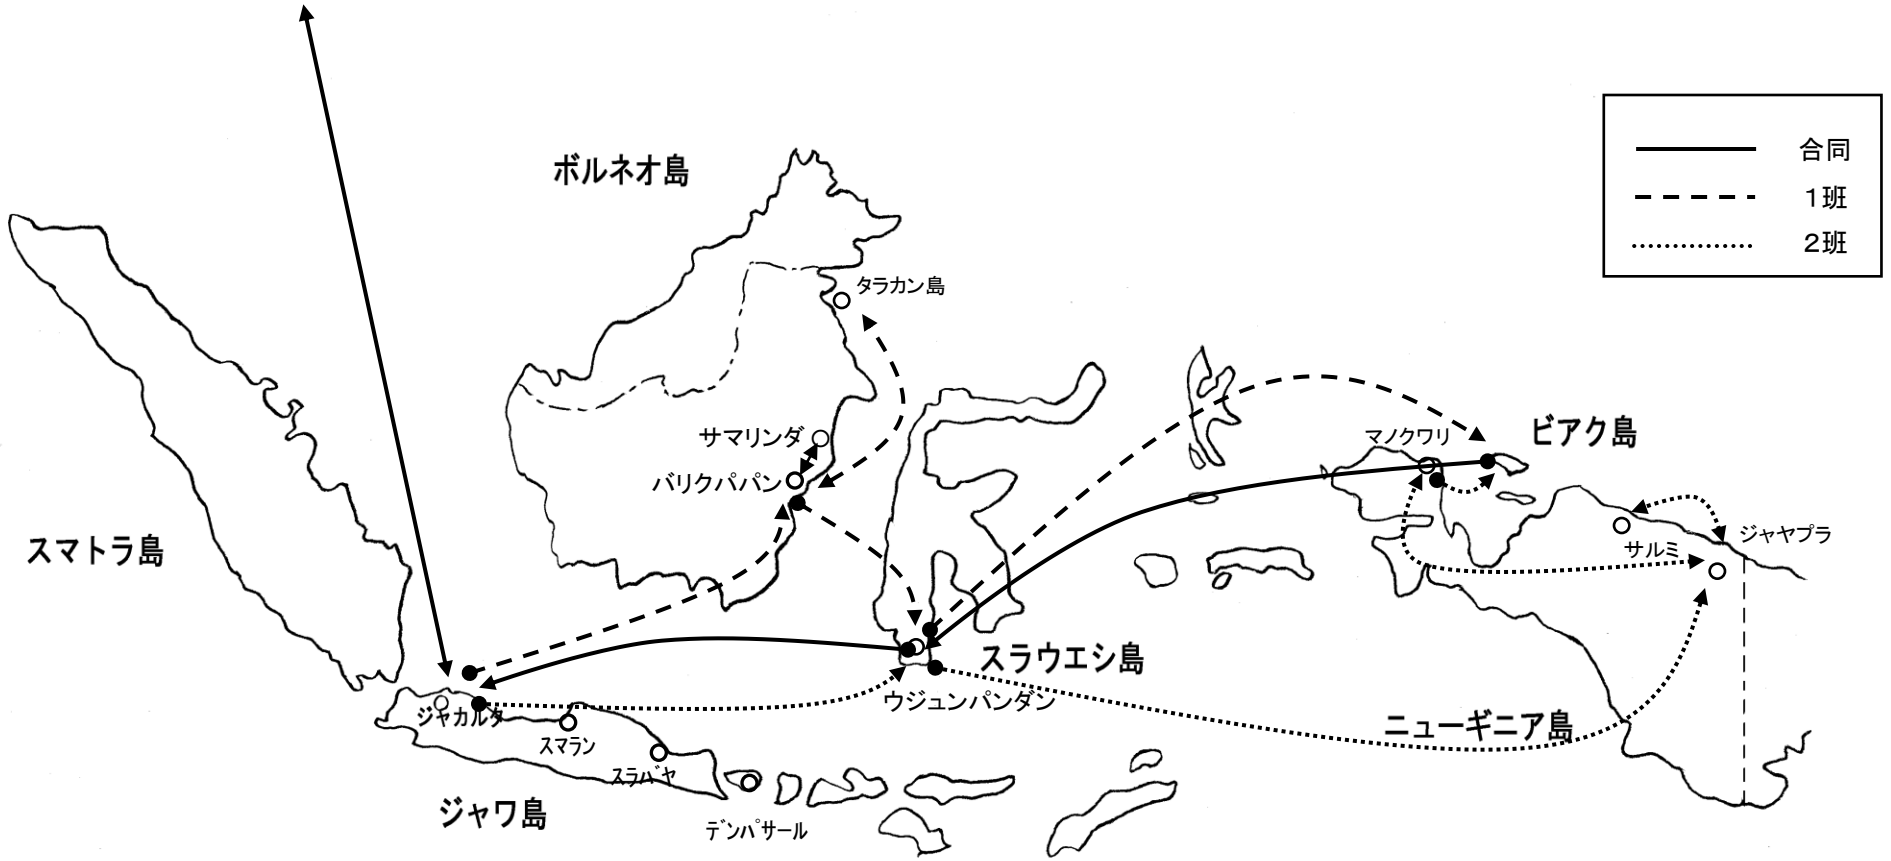 合同
1班
2班
ボルネオ島
タラカン島
サマリンダ
バリクパパン
マノクワリ
ビアク島
スマトラ島
サルミ
ジャヤプラ
スラウエシ島
ウジュンパンダン
ジャカルタ
スマラン
スラバヤ
ニューギニア島
ジャワ島
デンパサール